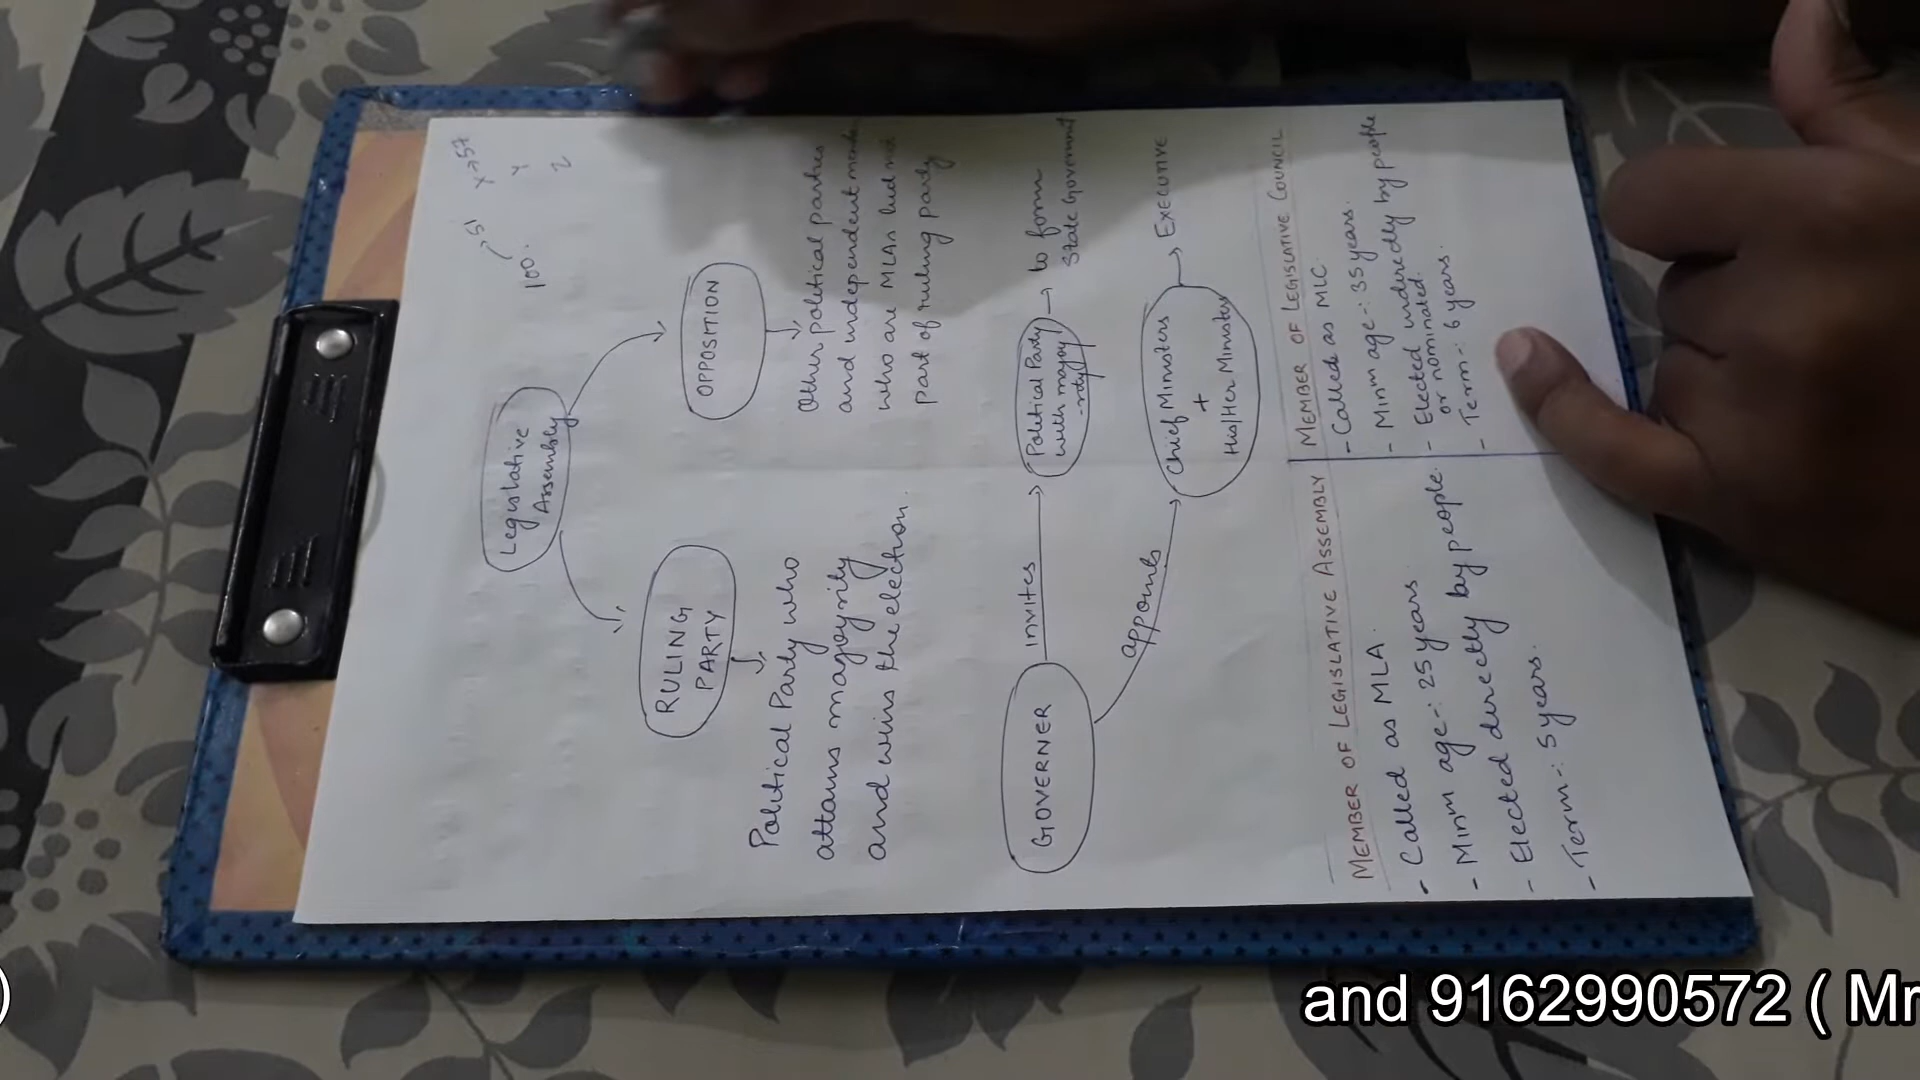 100.
51
Y
Legislative
Assembly
RULING
PARTY
Political Party who
attains majoyrity
and wins the election.
OPPOSITION
Other political parties
and independent
who are MLAs but not
part of ruling party
GOVERNER
invites
Political Party
with majoy
-rity
to form
State Government
appoints
Chief Ministers
+
His/Her Ministers
EXECUTIVE
MEMBER OF LEGISLATIVE ASSEMBLY
- Called as MLA.
- Minm age-: 25 years
- Elected directly by people.
- Term-: 5 years.
MEMBER OF LEGISLATIVE COUNCIL
- Called as MLC.
- Minm age-: 35 years.
- Elected indirectly by people
or nominated.
- Term-: 6 years.
) and 9162990572 ( Mr